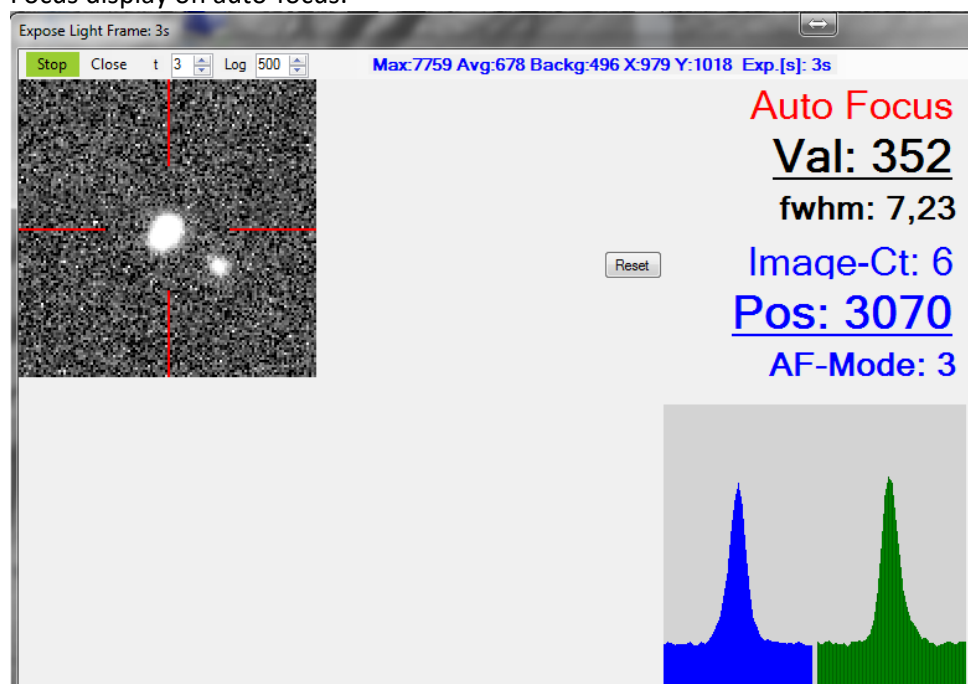 Focus display on auto-focus.
Expose Light Frame: 3s
Stop Close t 3 Log 500 Max:7759 Avg:678 Backg:496 X:979 Y:1018 Exp.[s]: 3s
Auto Focus
Val: 352
fwhm: 7,23
Reset Image-Ct: 6
Pos: 3070
AF-Mode: 3